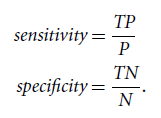 sensitivity = TP / P
specificity = TN / N.